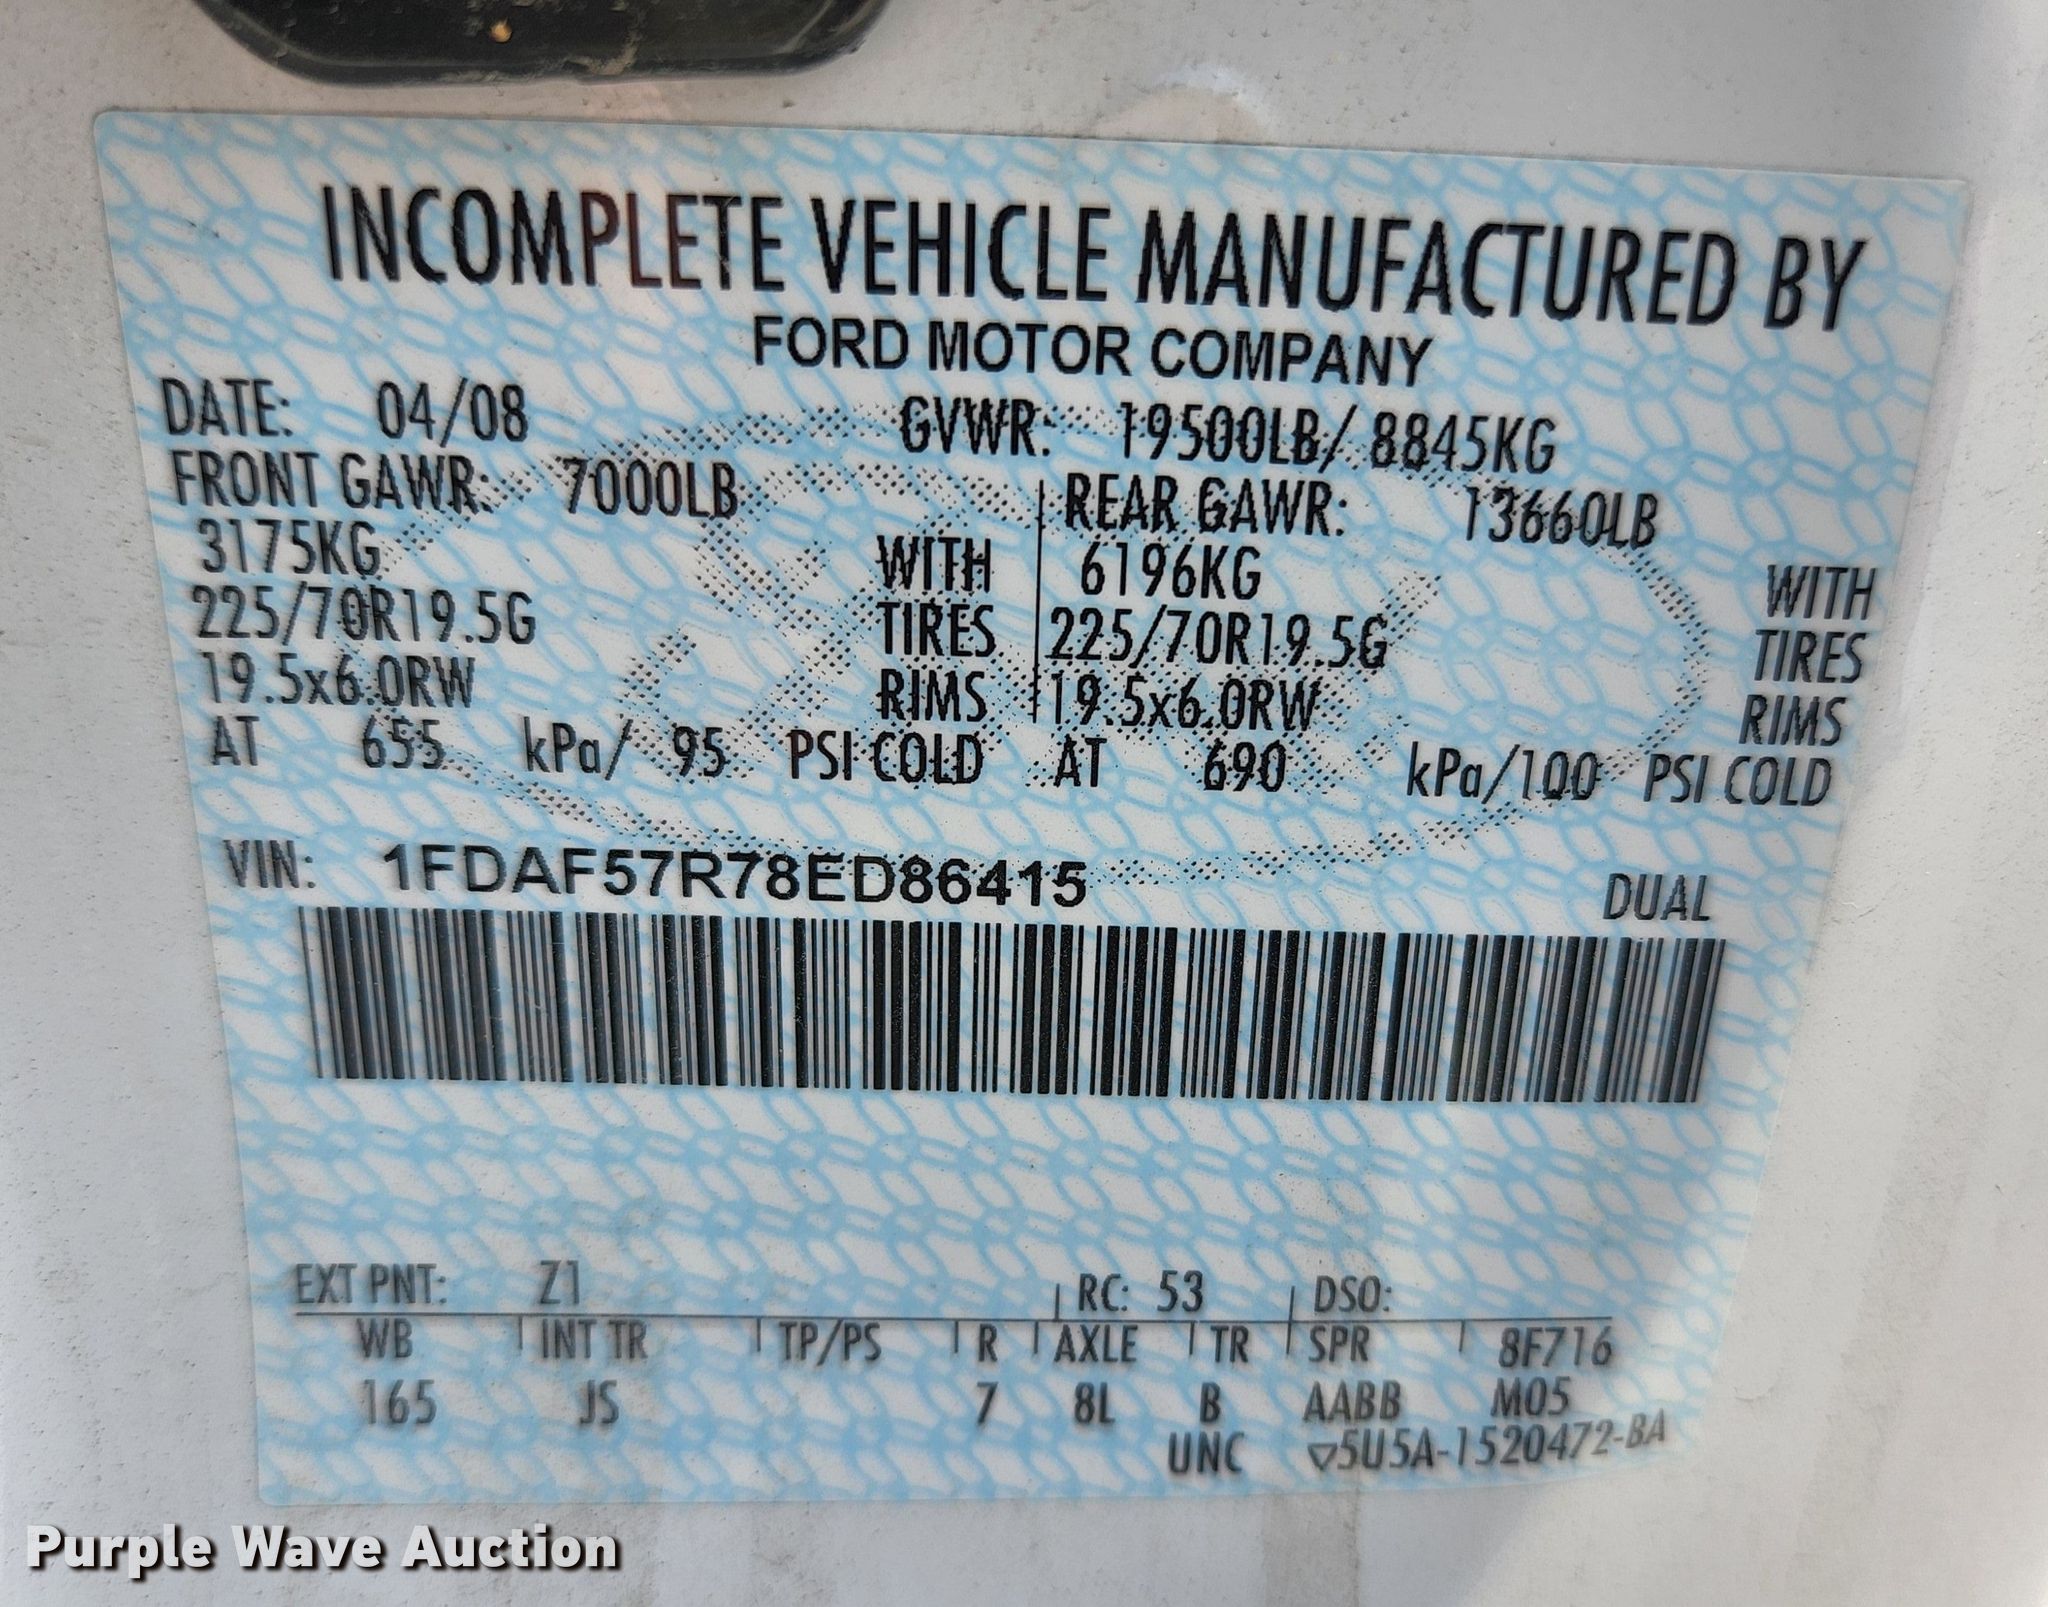 INCOMPLETE VEHICLE MANUFACTURED BY
FORD MOTOR COMPANY
DATE: 04/08 GVWR: 19500LB/ 8845KG
FRONT GAWR: 7000LB REAR GAWR: 13660LB
3175KG WITH 6196KG WITH
225/70R19.5G TIRES 225/70R19.5G TIRES
19.5x6.0RW RIMS 19.5x6.0RW RIMS
AT 655 kPa/ 95 PSI COLD AT 690 kPa/100 PSI COLD
VIN: 1FDAF57R78ED86415 DUAL
EXT PNT: Z1 RC: 53 DSO:
WB INT TR TP/PS R AXLE TR SPR 8F716
165 JS 7 8L B AABB M05
UNC ▽5U5A-1520472-BA
Purple Wave Auction